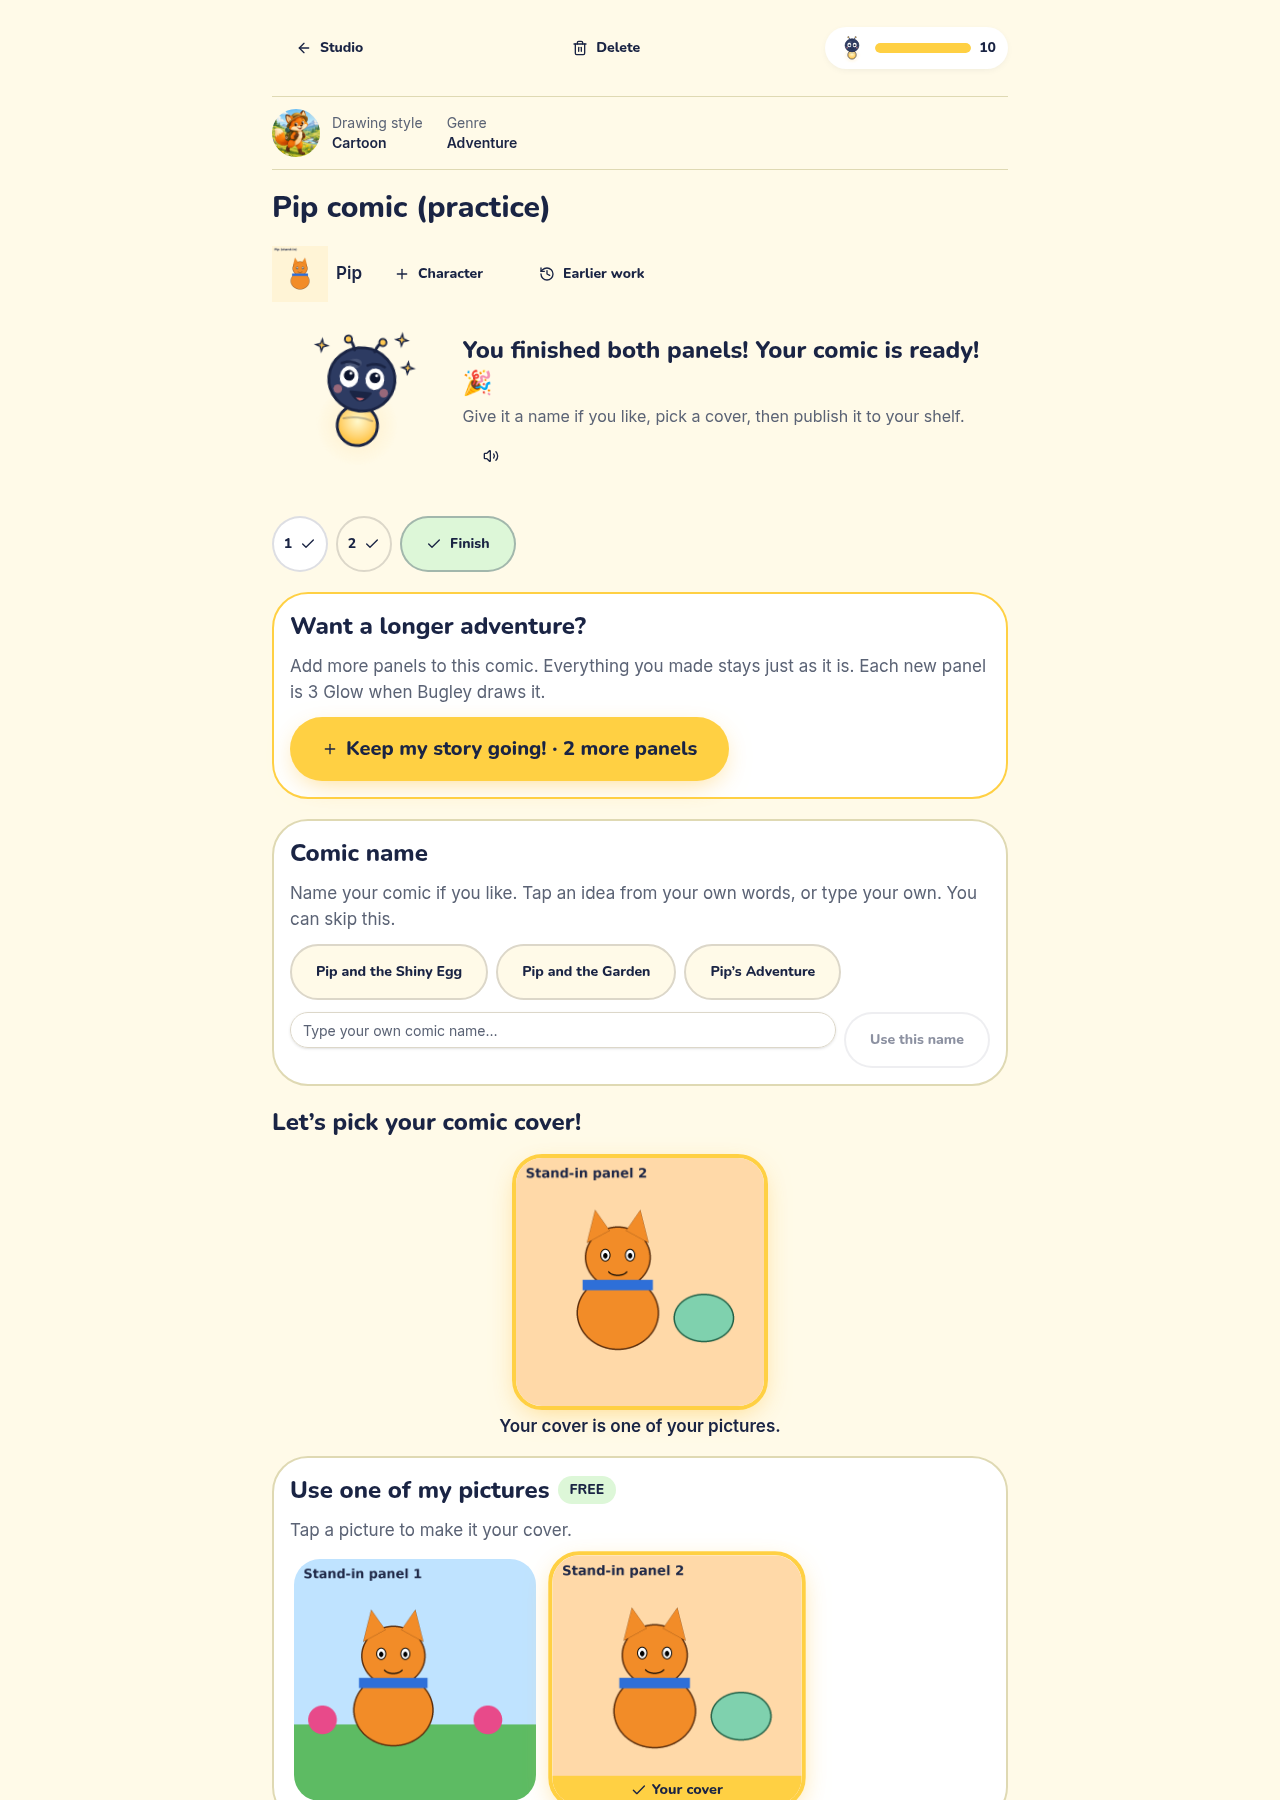 Studio
Delete
10
Drawing style
Genre
Cartoon
Adventure
Pip comic (practice)
Pip
Character
Earlier work
You finished both panels! Your comic is ready!
🎉
Give it a name if you like, pick a cover, then publish it to your shelf.
1
2
Finish
Want a longer adventure?
Add more panels to this comic. Everything you made stays just as it is. Each new panel
is 3 Glow when Bugley draws it.
Keep my story going! · 2 more panels
Comic name
Name your comic if you like. Tap an idea from your own words, or type your own. You
can skip this.
Pip and the Shiny Egg
Pip and the Garden
Pip’s Adventure
Type your own comic name...
Use this name
Let’s pick your comic cover!
Stand-in panel 2
Your cover is one of your pictures.
Use one of my pictures
FREE
Tap a picture to make it your cover.
Stand-in panel 1
Stand-in panel 2
Your cover